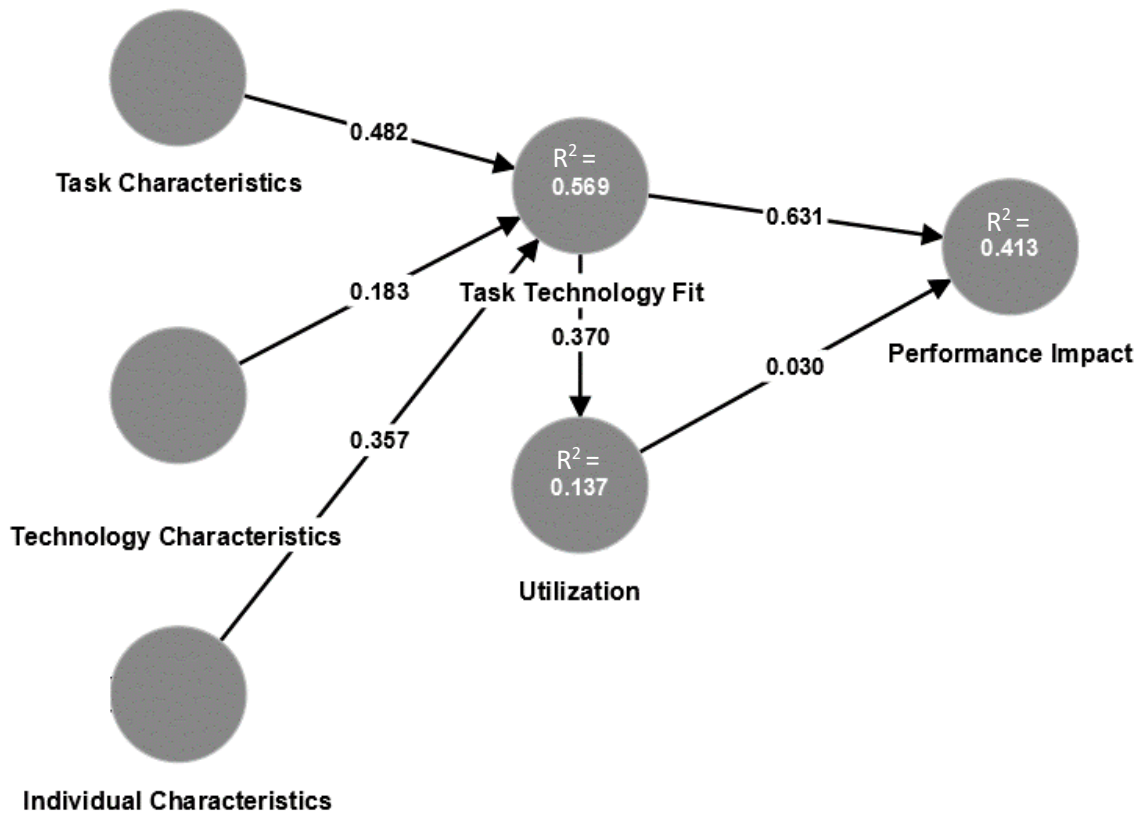 0.482
Task Characteristics
R² =
0.569
0.631
R² =
0.413
0.183
Task Technology Fit
0.370
Performance Impact
0.030
0.357
R² =
0.137
Technology Characteristics
Utilization
Individual Characteristics